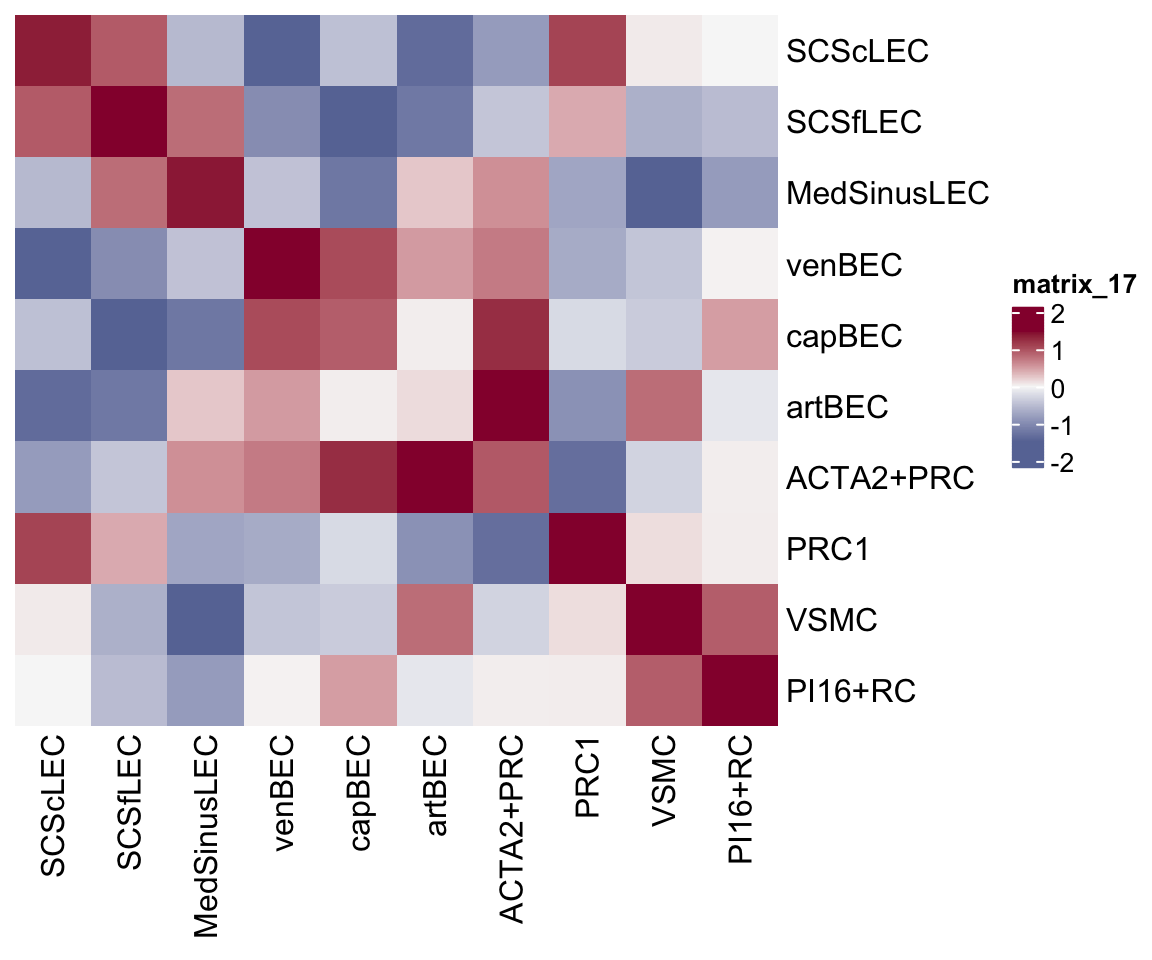 SCScLEC
SCSfLEC
MedSinusLEC
venBEC
capBEC
artBEC
ACTA2+PRC
PRC1
VSMC
PI16+RC
matrix_17
2
1
0
-1
-2
SCScLEC
SCSfLEC
MedSinusLEC
venBEC
capBEC
artBEC
ACTA2+PRC
PRC1
VSMC
PI16+RC